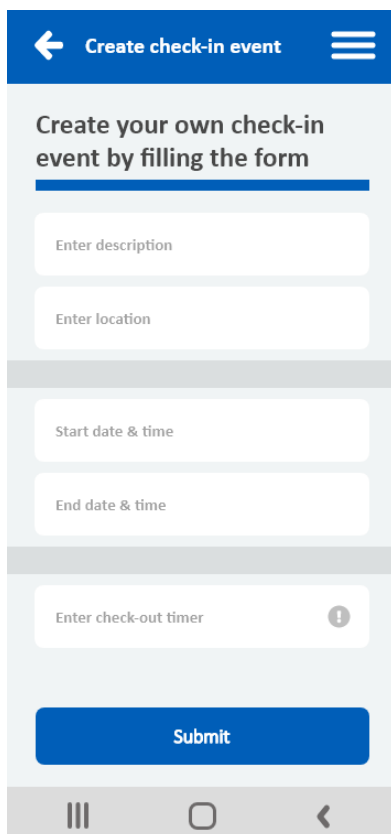 Create check-in event
Create your own check-in
event by filling the form
Enter description
Enter location
Start date & time
End date & time
Enter check-out timer
Submit